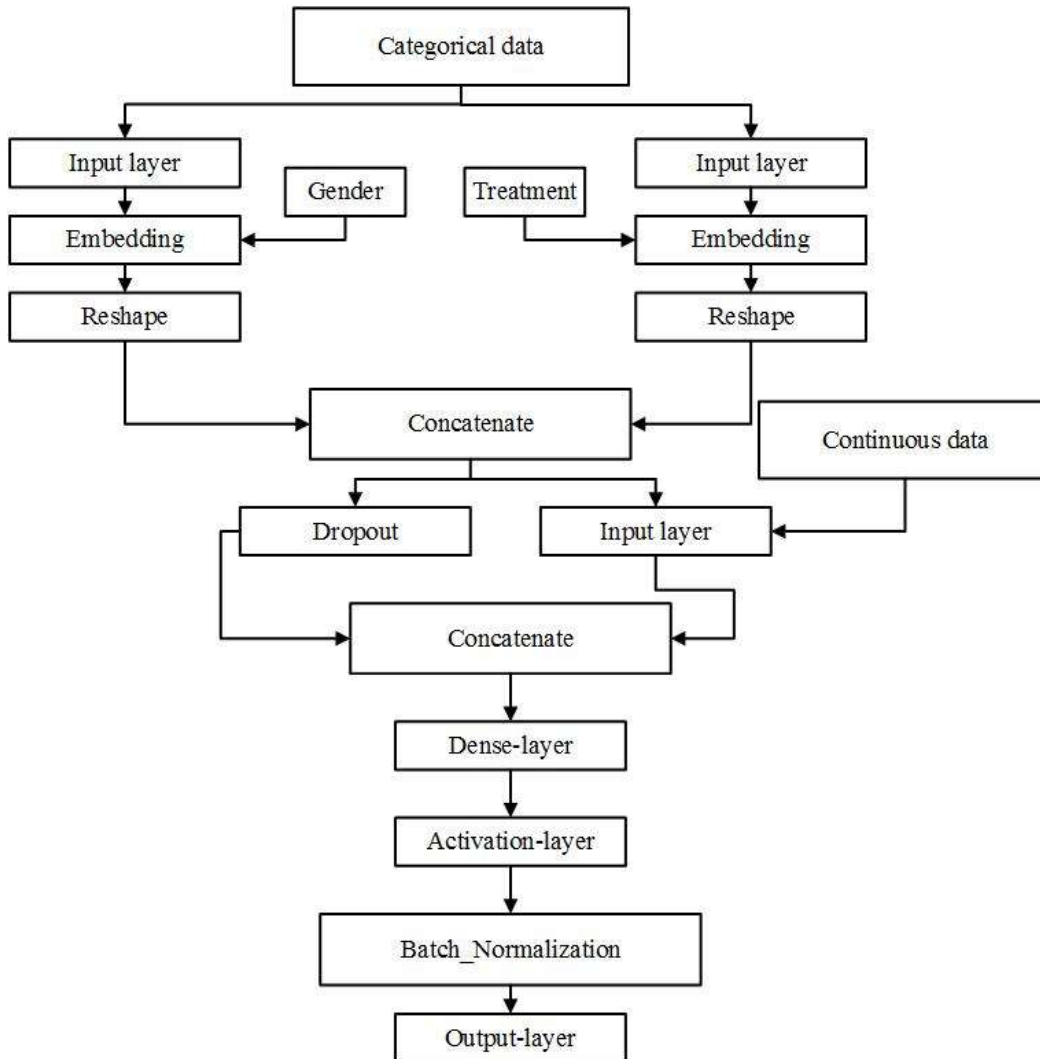 Categorical data
Input layer
Input layer
Gender
Treatment
Embedding
Embedding
Reshape
Reshape
Concatenate
Continuous data
Dropout
Input layer
Concatenate
Dense-layer
Activation-layer
Batch_Normalization
Output-layer